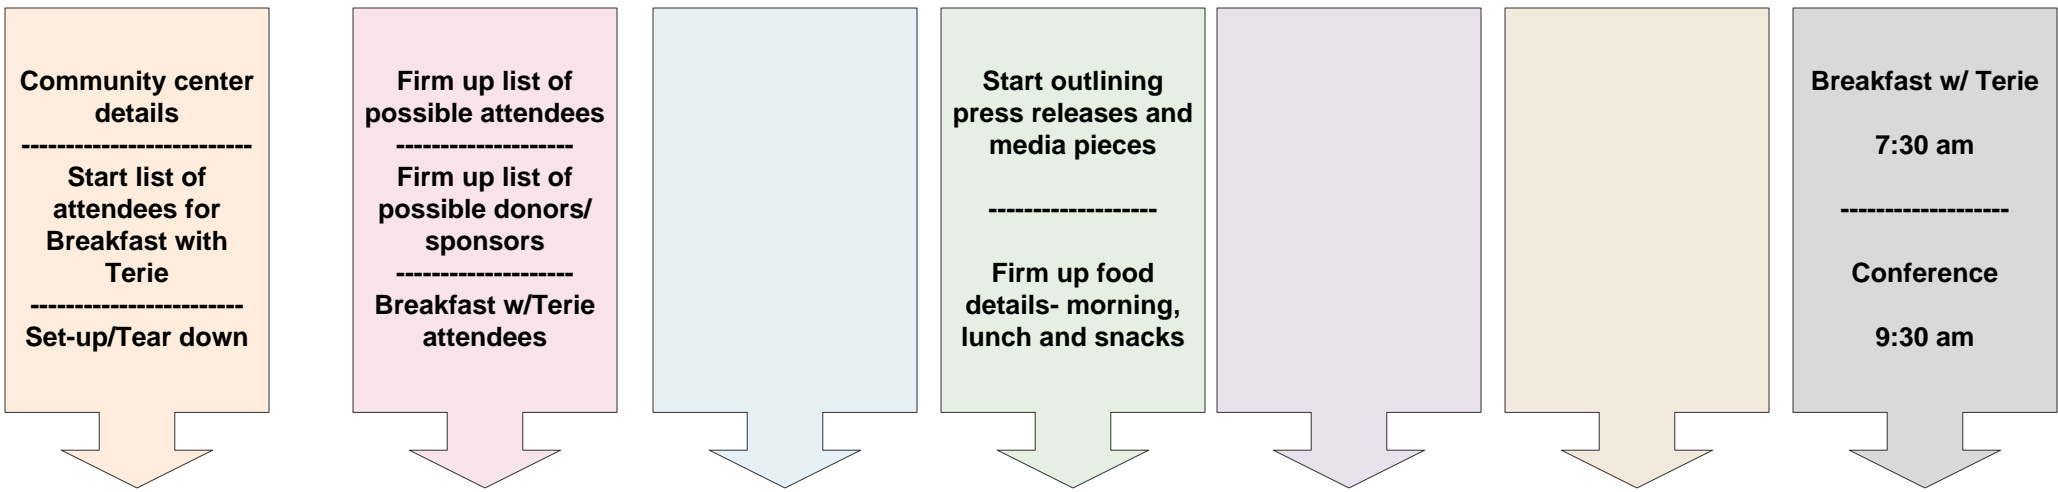 Community center
details
--------------------------
Start list of
attendees for
Breakfast with
Terie
------------------------
Set-up/Tear down
Firm up list of
possible attendees
--------------------
Firm up list of
possible donors/
sponsors
--------------------
Breakfast w/Terie
attendees
Start outlining
press releases and
media pieces
-------------------
Firm up food
details- morning,
lunch and snacks
Breakfast w/ Terie
7:30 am
-------------------
Conference
9:30 am